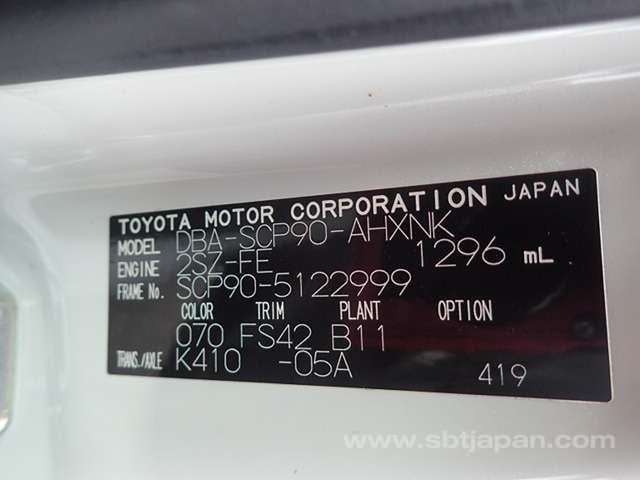 TOYOTA MOTOR CORPORATION JAPAN
MODEL DBA-SCP90-AHXNK
ENGINE 2SZ-FE 1296 mL
FRAME No. SCP90-5122999
COLOR TRIM PLANT OPTION
070 FS42 B11
TRANS./AXLE K410 -05A
419
www.sbtjapan.com